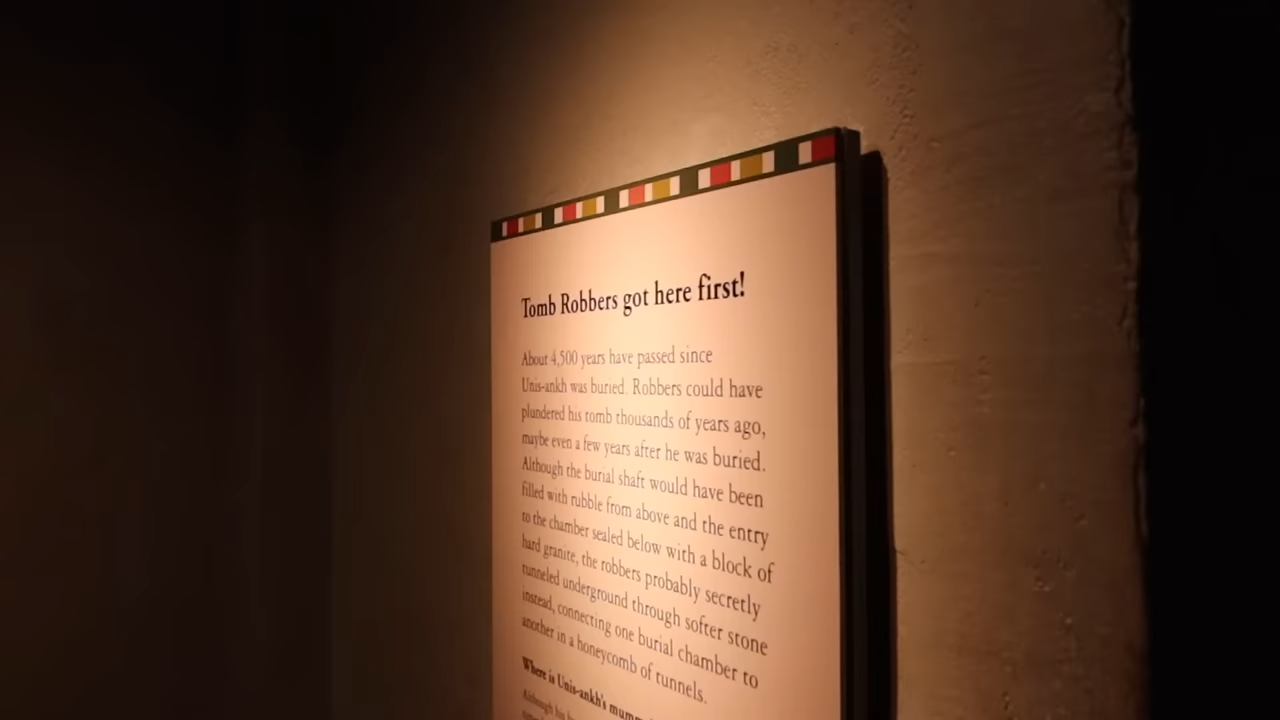 Tomb Robbers got here first!
About 4,500 years have passed since
Unis-ankh was buried. Robbers could have
plundered his tomb thousands of years ago,
maybe even a few years after he was buried.
Although the burial shaft would have been
filled with rubble from above and the entry
to the chamber sealed below with a block of
hard granite, the robbers probably secretly
tunneled underground through softer stone
instead, connecting one burial chamber to
another in a honeycomb of tunnels.
Where is Unis-ankh's
Although his